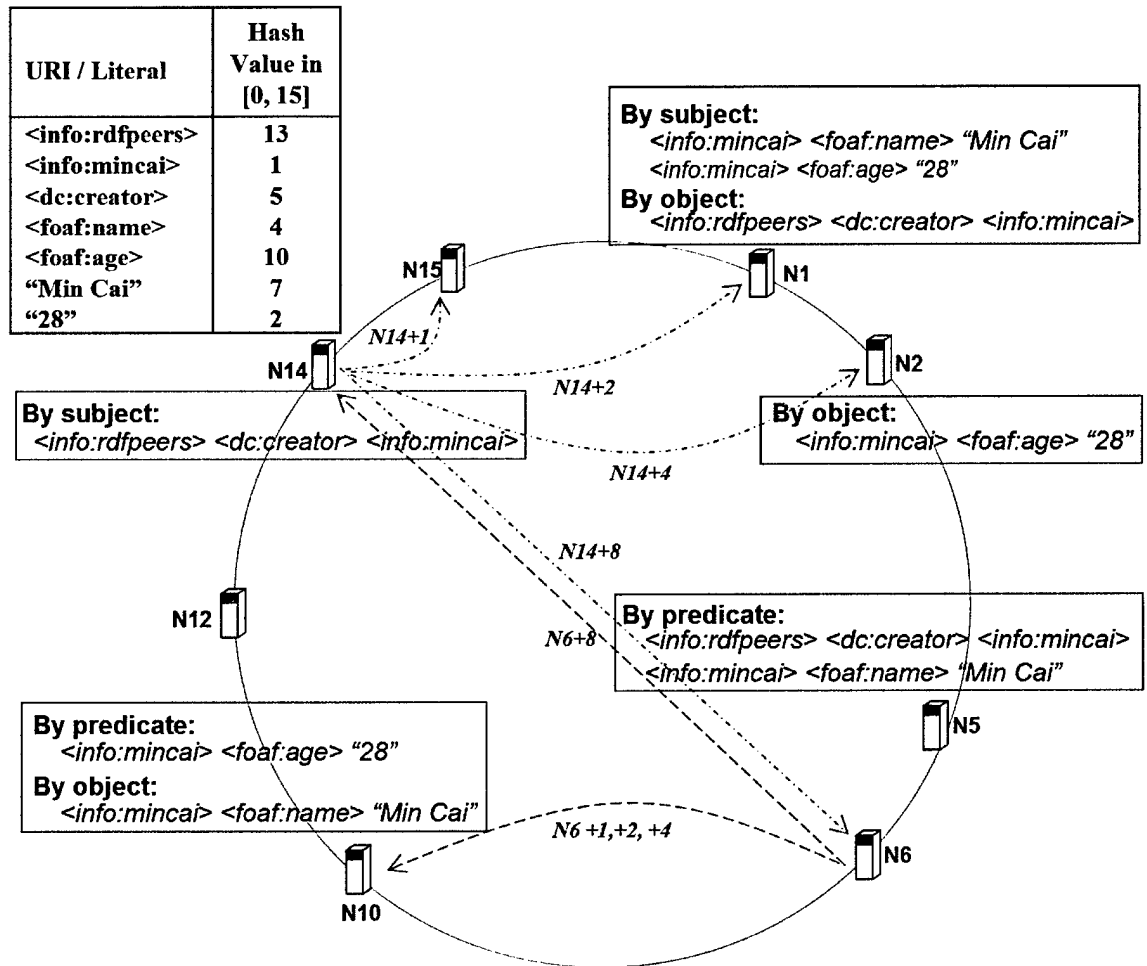 URI / Literal
Hash
Value in
[0, 15]
<info:rdfpeers> 13
<info:mincai> 1
<dc:creator> 5
<foaf:name> 4
<foaf:age> 10
“Min Cai” 7
“28” 2
By subject:
<info:mincai> <foaf:name> “Min Cai”
<info:mincai> <foaf:age> “28”
By object:
<info:rdfpeers> <dc:creator> <info:mincai>
N15
N1
N14+1
N14
N14+2
N2
By subject:
<info:rdfpeers> <dc:creator> <info:mincai>
By object:
<info:mincai> <foaf:age> “28”
N14+4
N14+8
N12
N6+8
By predicate:
<info:rdfpeers> <dc:creator> <info:mincai>
<info:mincai> <foaf:name> “Min Cai”
N5
By predicate:
<info:mincai> <foaf:age> “28”
By object:
<info:mincai> <foaf:name> “Min Cai”
N6 +1,+2, +4
N6
N10